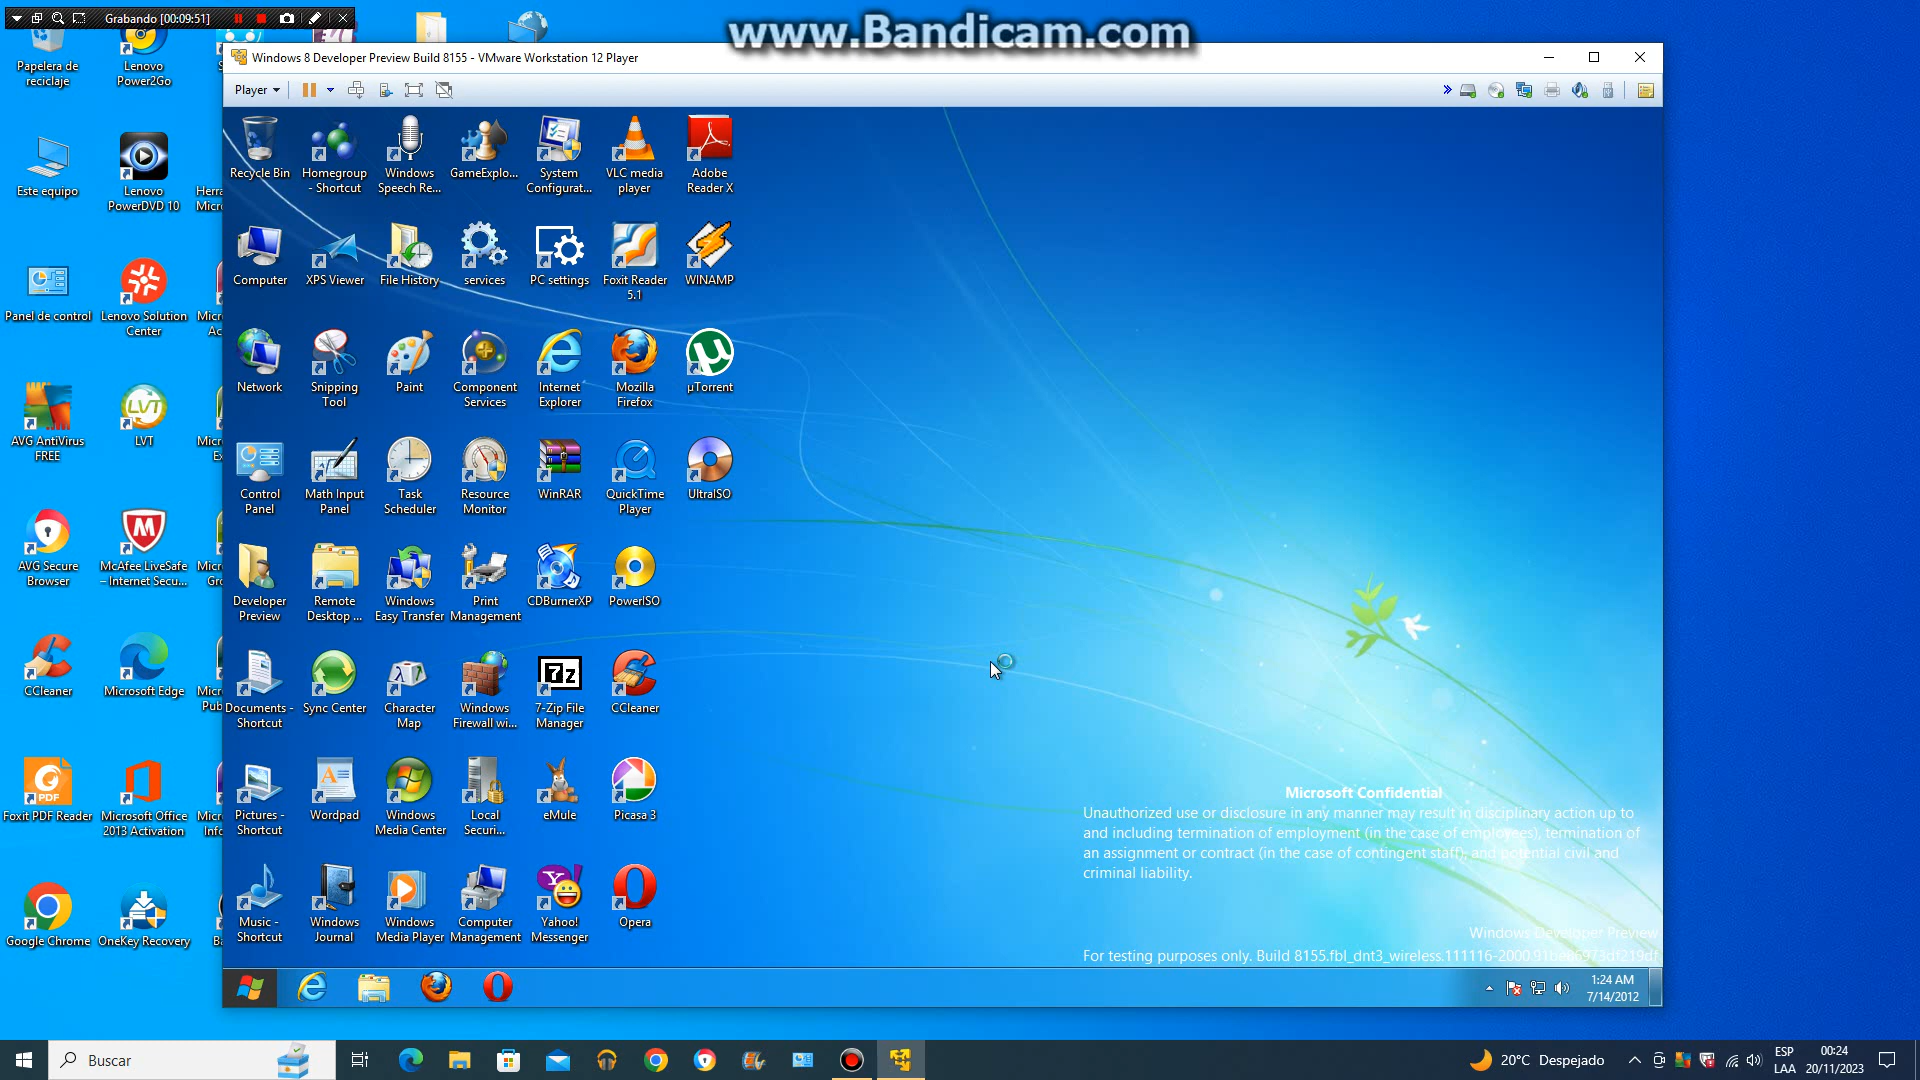 Grabando [00:09:51]
www.Bandicam.com
Windows 8 Developer Preview Build 8155 - VMware Workstation 12 Player
Player
Papelera de reciclaje
Lenovo Power2Go
Este equipo
Lenovo PowerDVD 10
Panel de control
Lenovo Solution Center
AVG AntiVirus FREE
LVT
AVG Secure Browser
McAfee LiveSafe – Internet Secu...
CCleaner
Microsoft Edge
Foxit PDF Reader
Microsoft Office 2013 Activation
Google Chrome
OneKey Recovery
Recycle Bin
Homegroup - Shortcut
Windows Speech Re...
GameExplo...
System Configurat...
VLC media player
Adobe Reader X
Computer
XPS Viewer
File History
services
PC settings
Foxit Reader 5.1
WINAMP
Network
Snipping Tool
Paint
Component Services
Internet Explorer
Mozilla Firefox
µTorrent
Control Panel
Math Input Panel
Task Scheduler
Resource Monitor
WinRAR
QuickTime Player
UltraISO
Developer Preview
Remote Desktop ...
Windows Easy Transfer
Print Management
CDBurnerXP
PowerISO
Documents - Shortcut
Sync Center
Character Map
Windows Firewall wi...
7-Zip File Manager
CCleaner
Pictures - Shortcut
Wordpad
Windows Media Center
Local Securi...
eMule
Picasa 3
Music - Shortcut
Windows Journal
Windows Media Player
Computer Management
Yahoo! Messenger
Opera
Microsoft Confidential
Unauthorized use or disclosure in any manner may result in disciplinary action up to
and including termination of employment (in the case of employees), termination of
an assignment or contract (in the case of contingent staff), and potential civil and
criminal liability.
Windows Developer Preview
For testing purposes only. Build 8155.fbl_dnt3_wireless.111116-2000.
1:24 AM
7/14/2012
Buscar
20°C Despejado
ESP
LAA
00:24
20/11/2023